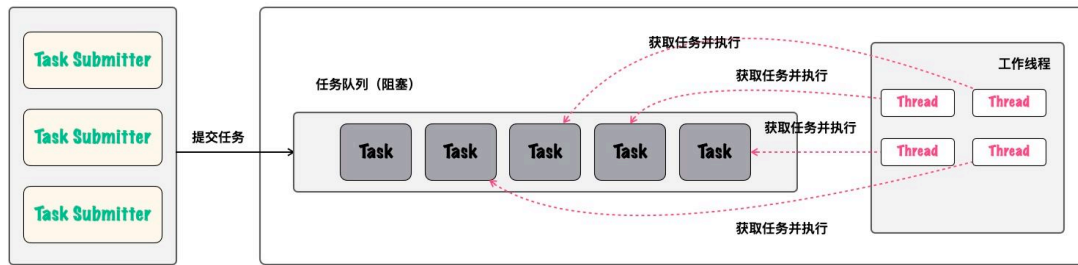 Task Submitter
Task Submitter
Task Submitter
提交任务
任务队列（阻塞）
Task
Task
Task
Task
Task
获取任务并执行
获取任务并执行
获取任务并执行
获取任务并执行
工作线程
Thread
Thread
Thread
Thread